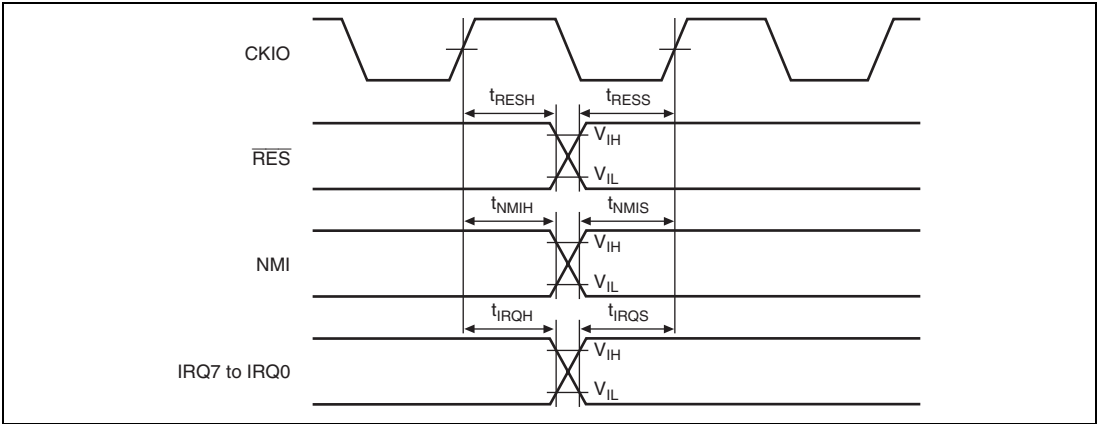 CKIO
tRESH tRESS
RES
VIH
VIL
tNMIH tNMIS
NMI
VIH
VIL
tIRQH tIRQS
IRQ7 to IRQ0
VIH
VIL